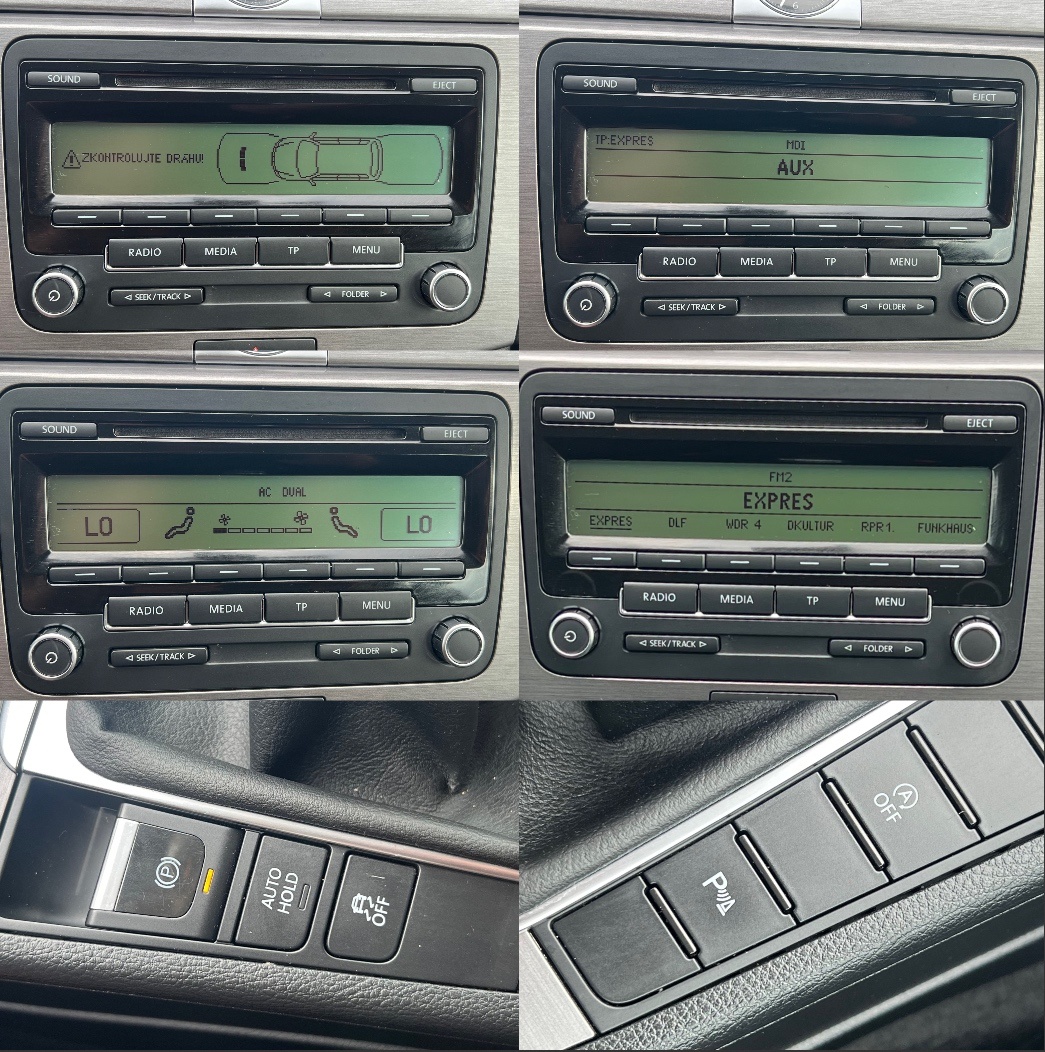 SOUND
EJECT
ZKONTROLUJTE DRÁHU!
RADIO MEDIA TP MENU
SEEK/TRACK
FOLDER
6
SOUND
EJECT
TP:EXPRES
MDI
AUX
RADIO MEDIA TP MENU
SEEK/TRACK
FOLDER
SOUND
EJECT
AC DUAL
LO
LO
RADIO MEDIA TP MENU
SEEK/TRACK
FOLDER
SOUND
EJECT
FM2
EXPRES
EXPRES DLF WDR 4 DKULTUR RPR1. FUNKHAUS
RADIO MEDIA TP MENU
SEEK/TRACK
FOLDER
P
AUTO
HOLD
OFF
P
A
OFF